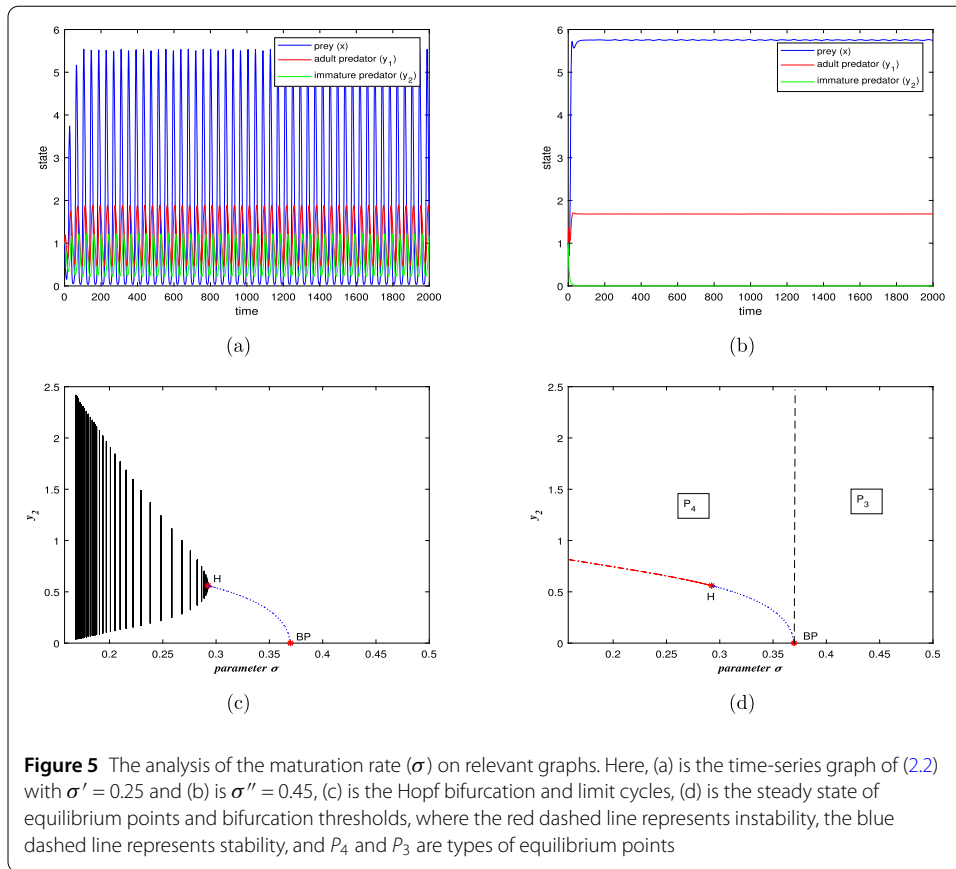 6
5
4
3
2
1
0
state
0 200 400 600 800 1000 1200 1400 1600 1800 2000
time
prey (x)
adult predator (y1)
immature predator (y2)
(a)
6
5
4
3
2
1
0
state
0 200 400 600 800 1000 1200 1400 1600 1800 2000
time
prey (x)
adult predator (y1)
immature predator (y2)
(b)
2.5
2
1.5
1
0.5
0
y2
H
BP
0.2 0.25 0.3 0.35 0.4 0.45 0.5
parameter σ
(c)
2.5
2
1.5
1
0.5
0
y2
P4
P3
H
BP
0.2 0.25 0.3 0.35 0.4 0.45 0.5
parameter σ
(d)
Figure 5 The analysis of the maturation rate (σ) on relevant graphs. Here, (a) is the time-series graph of (2.2)
with σ′ = 0.25 and (b) is σ″ = 0.45, (c) is the Hopf bifurcation and limit cycles, (d) is the steady state of
equilibrium points and bifurcation thresholds, where the red dashed line represents instability, the blue
dashed line represents stability, and P4 and P3 are types of equilibrium points